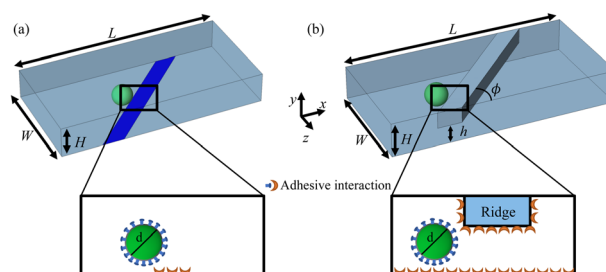 (a)
L
W
H
y
x
z
(b)
L
W
H
h
ϕ
Adhesive interaction
d
d
Ridge